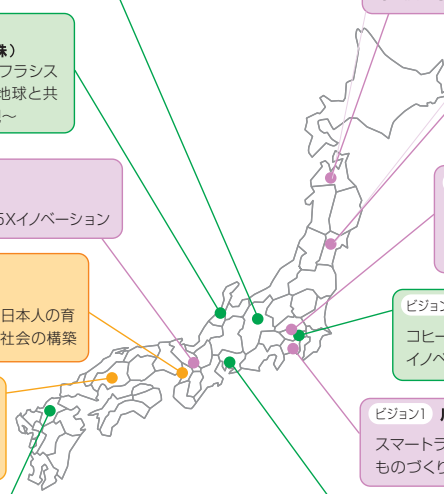 株）
フラシス
地球と共
～
5Xイノベーション
日本人の育
社会の構築
ビジョン
コヒー
イノベ
ビジョン1
スマートラ
ものづくり